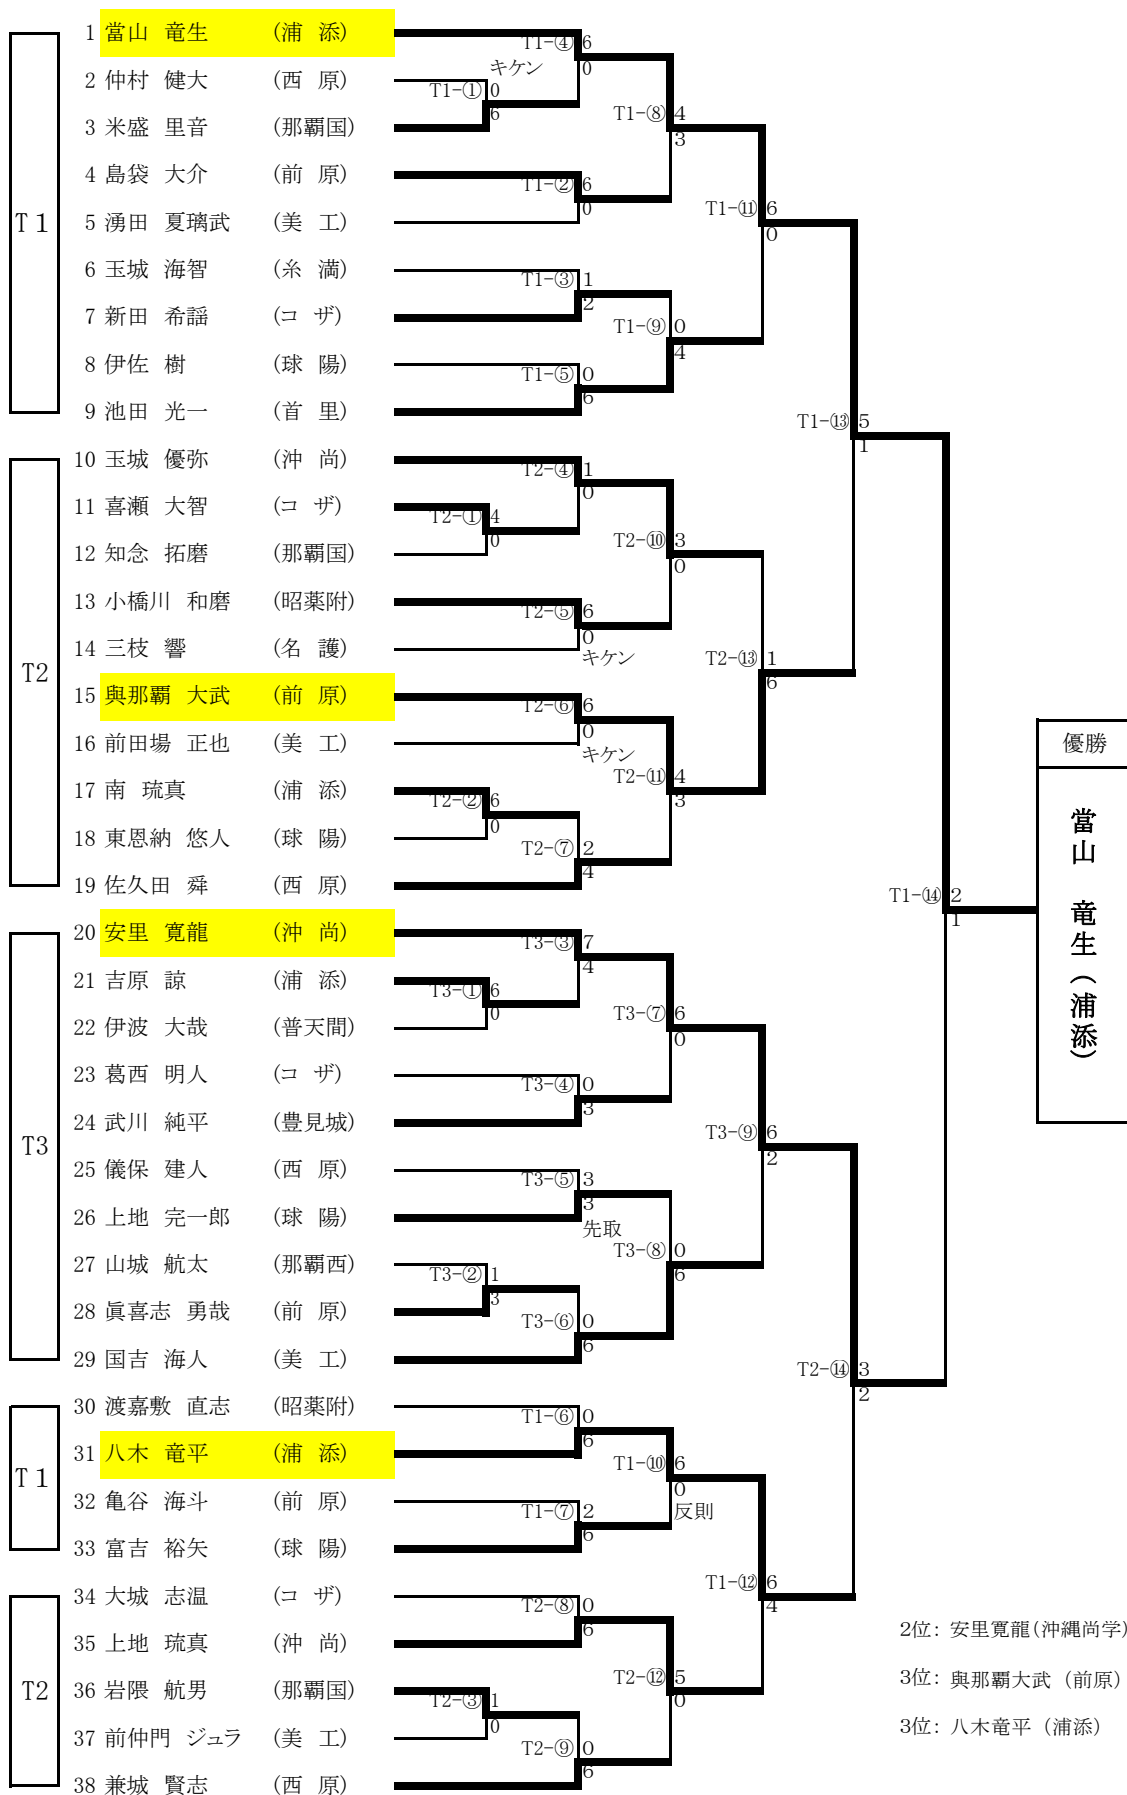 T1
1 當山 竜生 (浦 添)
2 仲村 健大 (西 原)
3 米盛 里音 (那覇国)
4 島袋 大介 (前 原)
5 湧田 夏璃武 (美 工)
6 玉城 海智 (糸 満)
7 新田 希謡 (コ ザ)
8 伊佐 樹 (球 陽)
9 池田 光一 (首 里)
T2
10 玉城 優弥 (沖 尚)
11 喜瀬 大智 (コ ザ)
12 知念 拓磨 (那覇国)
13 小橋川 和磨 (昭薬附)
14 三枝 響 (名 護)
15 與那覇 大武 (前 原)
16 前田場 正也 (美 工)
17 南 琉真 (浦 添)
18 東恩納 悠人 (球 陽)
19 佐久田 舜 (西 原)
T3
20 安里 寛龍 (沖 尚)
21 吉原 諒 (浦 添)
22 伊波 大哉 (普天間)
23 葛西 明人 (コ ザ)
24 武川 純平 (豊見城)
25 儀保 建人 (西 原)
26 上地 完一郎 (球 陽)
27 山城 航太 (那覇西)
28 眞喜志 勇哉 (前 原)
29 国吉 海人 (美 工)
T1
30 渡嘉敷 直志 (昭薬附)
31 八木 竜平 (浦 添)
32 亀谷 海斗 (前 原)
33 富吉 裕矢 (球 陽)
T2
34 大城 志温 (コ ザ)
35 上地 琉真 (沖 尚)
36 岩隈 航男 (那覇国)
37 前仲門 ジュラ (美 工)
38 兼城 賢志 (西 原)
T1-① 0
6
T2-① 4
0
T2-② 6
0
T3-① 6
0
T3-② 1
3
T2-③ 1
0
T1-④ 6
キケン 0
T1-② 6
0
T1-③ 1
2
T1-⑤ 0
6
T2-④ 1
0
T2-⑤ 6
0
キケン
T2-⑥ 6
0
キケン
T2-⑦ 2
4
T3-③ 7
4
T3-④ 0
3
T3-⑤ 3
3
先取
T3-⑥ 0
6
T1-⑥ 0
6
T1-⑦ 2
6
T2-⑧ 0
6
T2-⑨ 0
6
T1-⑧ 4
3
T1-⑨ 0
4
T2-⑩ 3
0
T2-⑪ 4
3
T3-⑦ 6
0
T3-⑧ 0
6
T1-⑩ 6
0
反則
T2-⑫ 5
0
T1-⑪ 6
0
T2-⑬ 1
6
T3-⑨ 6
2
T1-⑫ 6
4
T1-⑬ 5
1
T2-⑭ 3
2
T1-⑭ 2
1
優勝
當山 竜生(浦添)
2位: 安里寛龍(沖縄尚学)
3位: 與那覇大武 (前原)
3位: 八木竜平 (浦添)